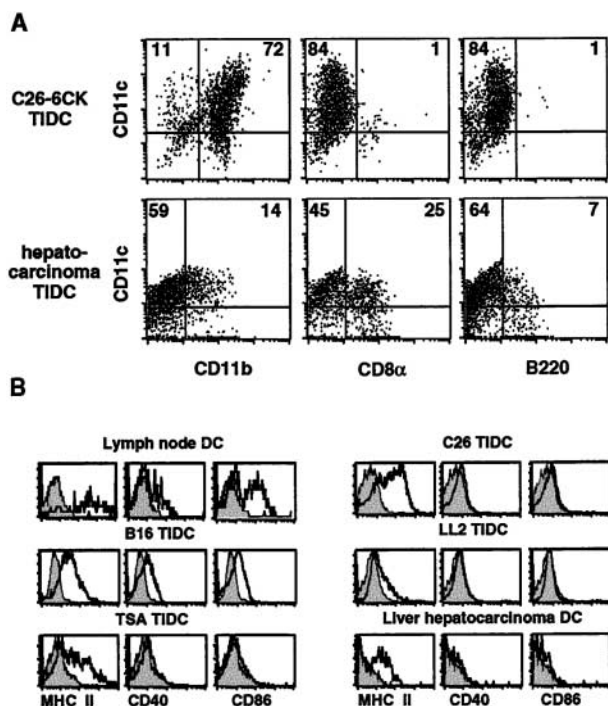 A
C26-6CK
TIDC
CD11c
11 72
84 1
84 1
hepato-
carcinoma
TIDC
CD11c
59 14
45 25
64 7
CD11b CD8α B220
B
Lymph node DC
C26 TIDC
B16 TIDC
LL2 TIDC
TSA TIDC
Liver hepatocarcinoma DC
MHC II CD40 CD86
MHC II CD40 CD86